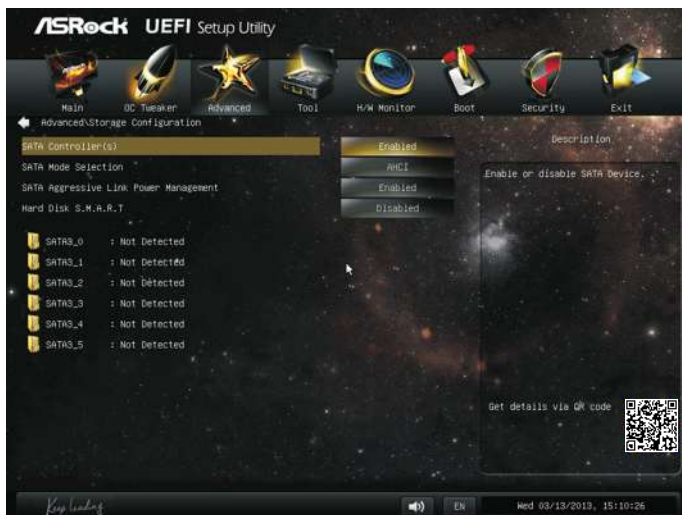 ASRock UEFI Setup Utility
Main OC Tweaker Advanced Tool H/W Monitor Boot Security Exit
Advanced\Storage Configuration
Description
SATA Controller(s) Enabled
SATA Mode Selection AHCI
Enable or disable SATA Device.
SATA Aggressive Link Power Management Enabled
Hard Disk S.M.A.R.T Disabled
SATA3_0 : Not Detected
SATA3_1 : Not Detected
SATA3_2 : Not Detected
SATA3_3 : Not Detected
SATA3_4 : Not Detected
SATA3_5 : Not Detected
Get details via QR code
Keep leading
EN
Wed 03/13/2013, 15:10:26